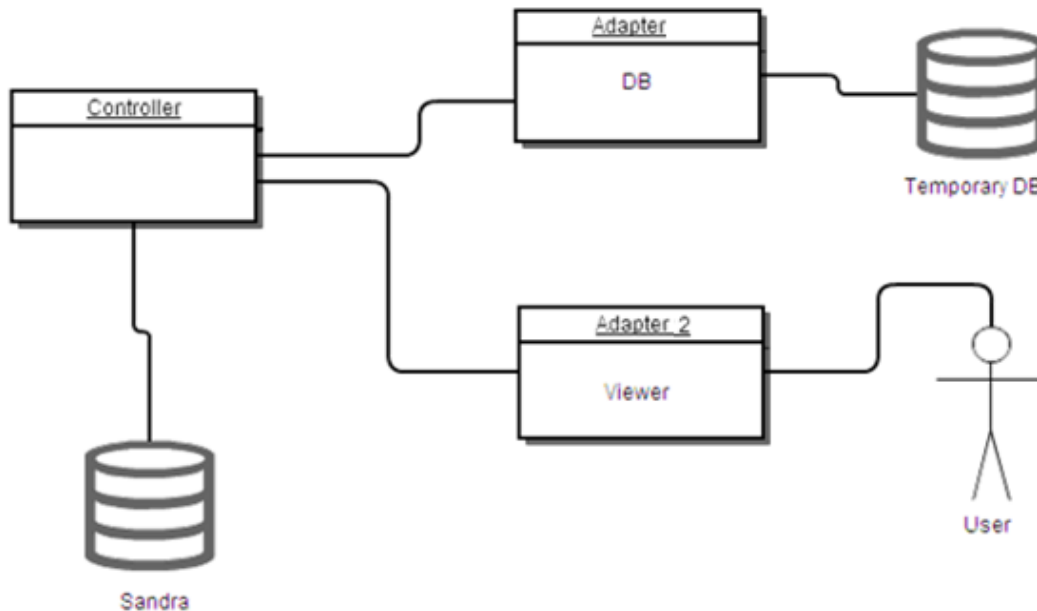 Adapter
DB
Controller
Temporary DB
Adapter_2
Viewer
User
Sandra